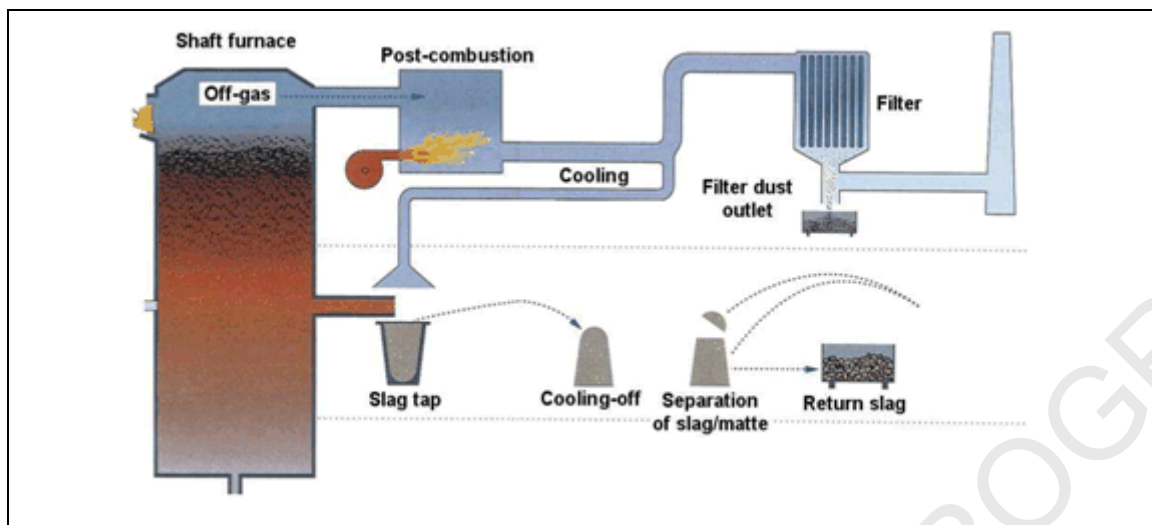 Shaft furnace
Post-combustion
Off-gas
Filter
Cooling
Filter dust
outlet
Slag tap
Cooling-off
Separation
of slag/matte
Return slag